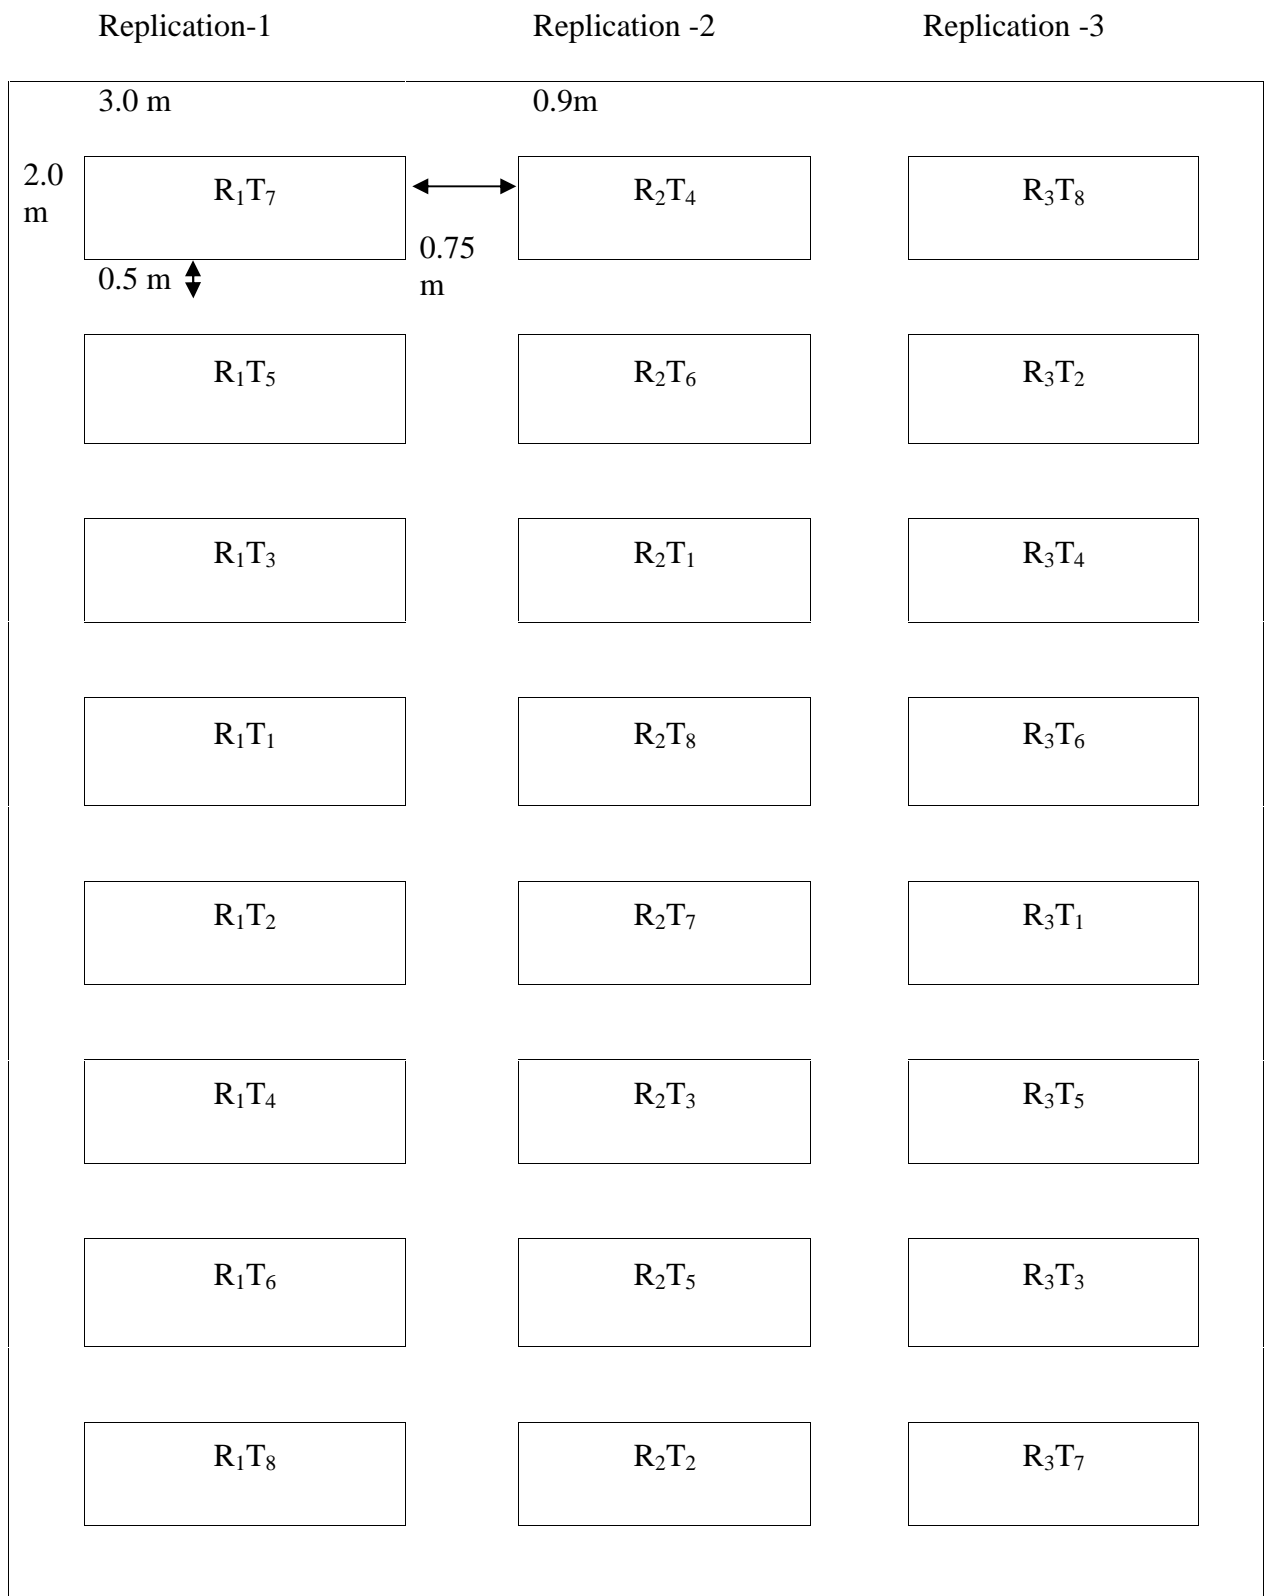 Replication-1 Replication -2 Replication -3
3.0 m 0.9m
2.0
m
R₁T₇ R₂T₄ R₃T₈
0.75
m
0.5 m
R₁T₅ R₂T₆ R₃T₂
R₁T₃ R₂T₁ R₃T₄
R₁T₁ R₂T₈ R₃T₆
R₁T₂ R₂T₇ R₃T₁
R₁T₄ R₂T₃ R₃T₅
R₁T₆ R₂T₅ R₃T₃
R₁T₈ R₂T₂ R₃T₇